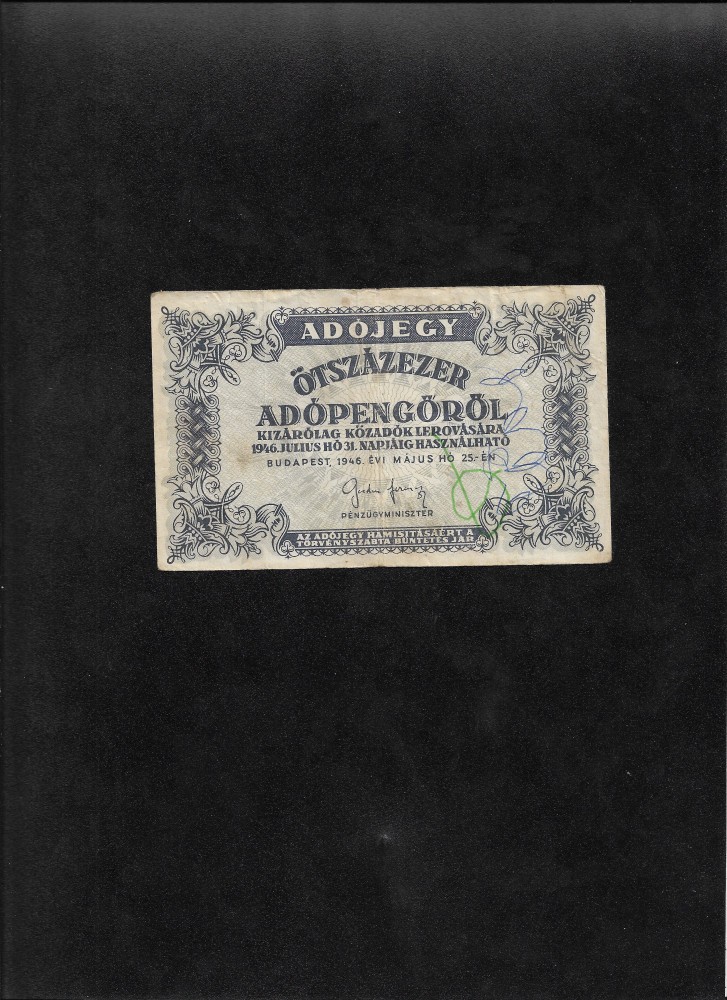 ADÓJEGY
ÖTSZÁZEZER
ADÓPENGŐRŐL
KIZÁRÓLAG KÖZADÓK LEROVÁSÁRA
1946. JULIUS HÓ 31. NAPJÁIG HASZNÁLHATÓ
BUDAPEST, 1946. ÉVI MÁJUS HÓ 25.-ÉN
PÉNZÜGYMINISZTER
AZ ADÓJEGY HAMISITÁSAÉRT A
TÖRVÉNYSZABTA BÜNTETÉS JÁR